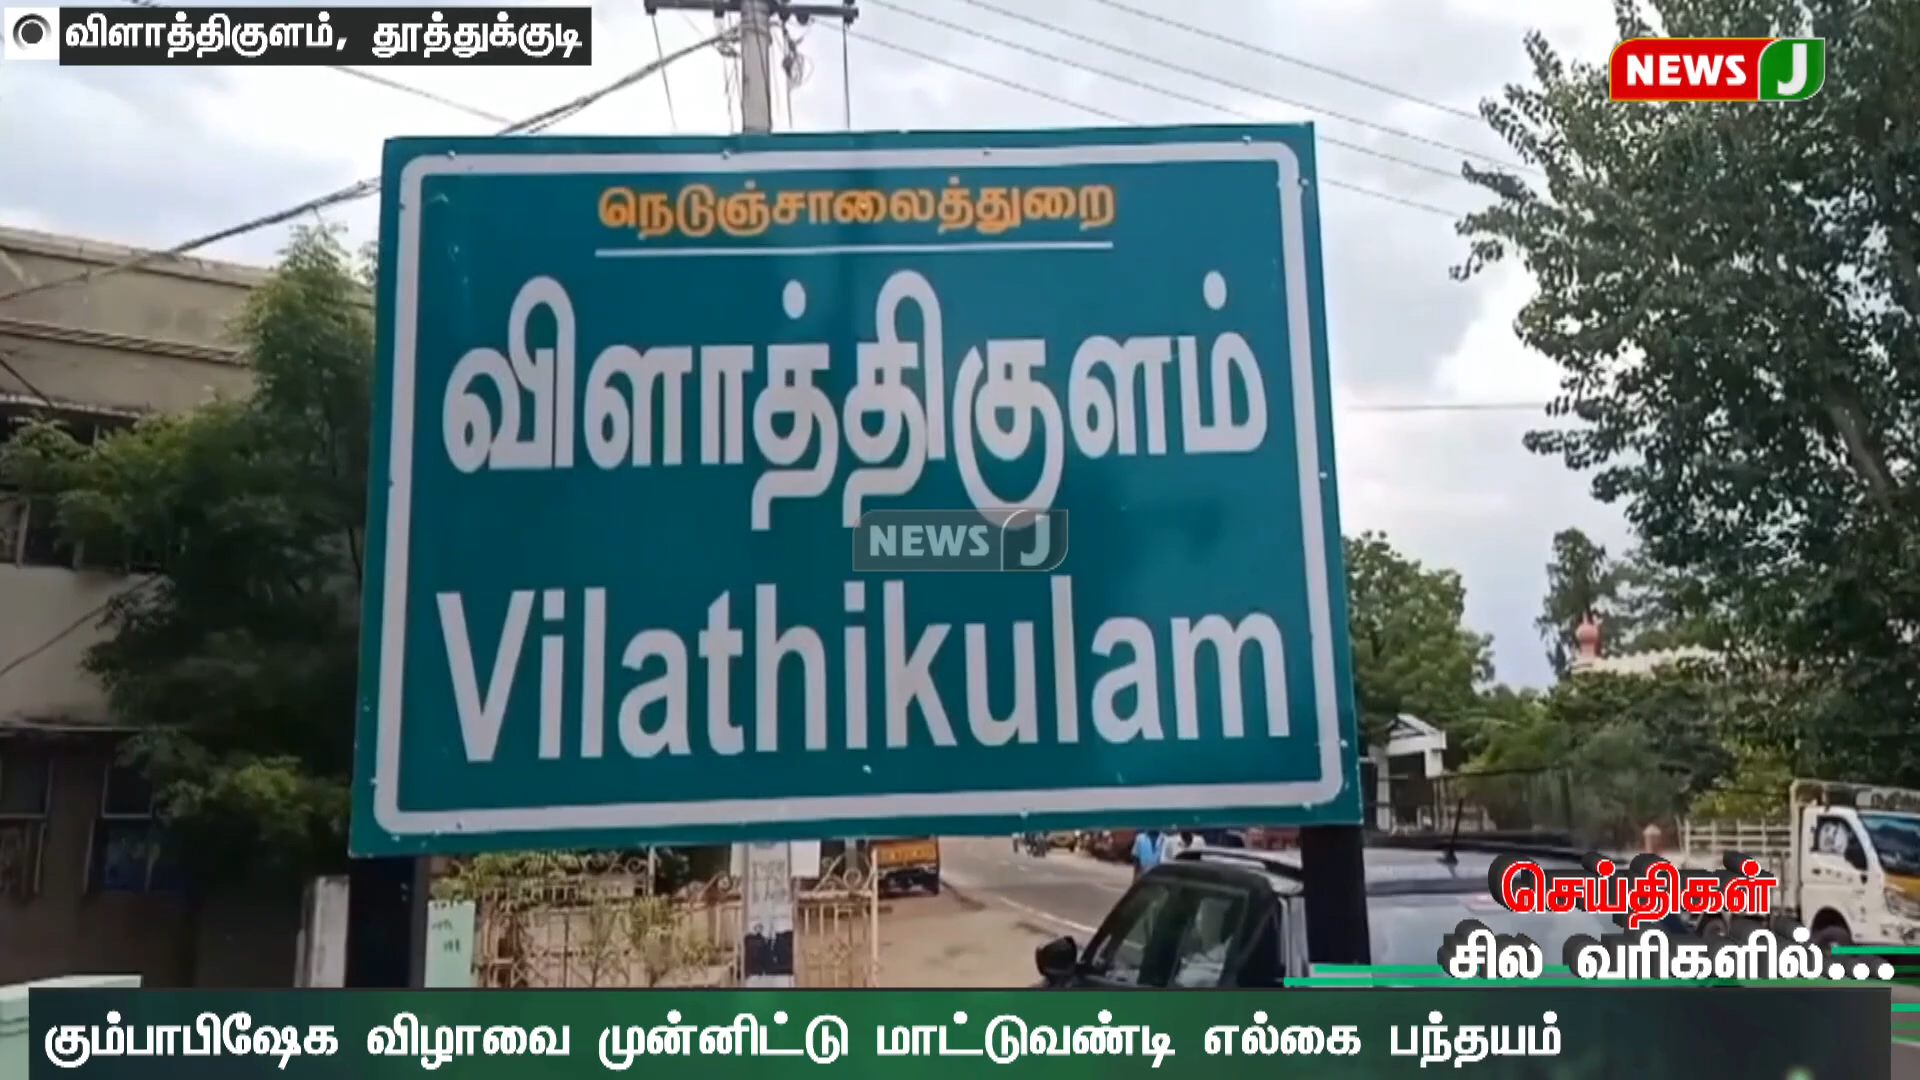 விளாத்திகுளம், தூத்துக்குடி
NEWS J
நெடுஞ்சாலைத்துறை
விளாத்திகுளம்
NEWS J
Vilathikulam
செய்திகள்
சில வரிகளில்...
கும்பாபிஷேக விழாவை முன்னிட்டு மாட்டுவண்டி எல்கை பந்தயம்